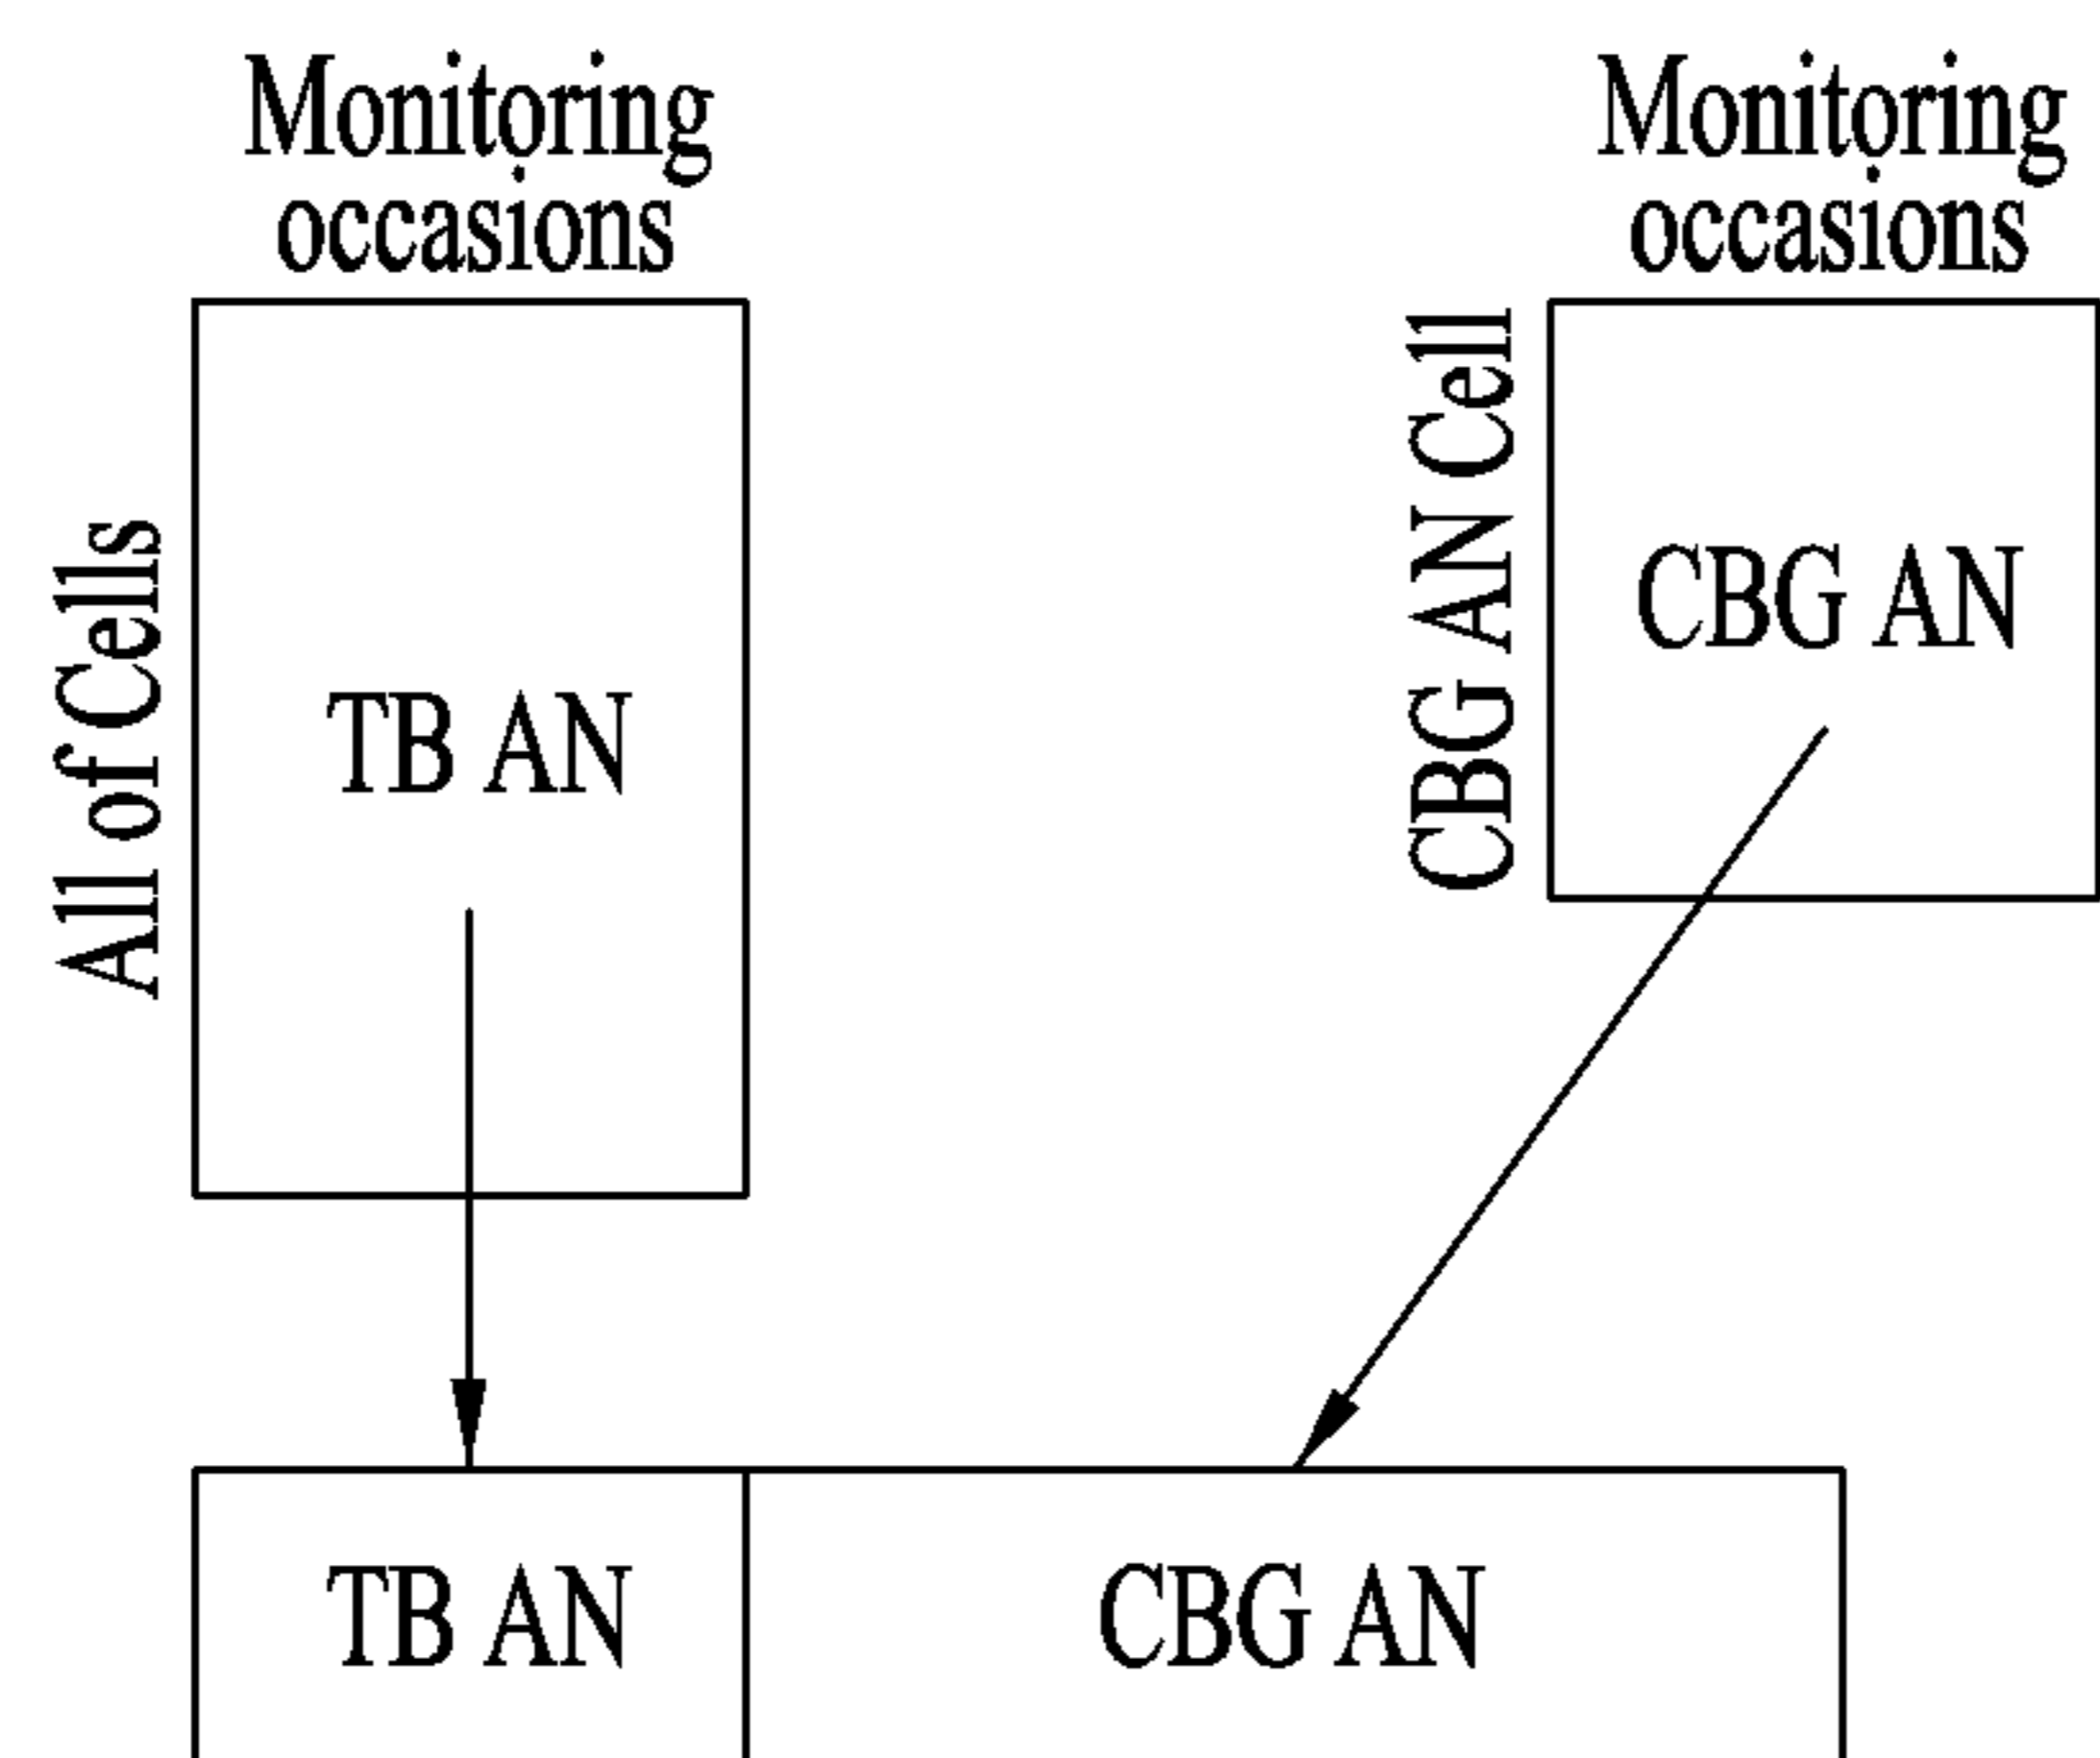 Monitoring
occasions
All of Cells
TB AN
Monitoring
occasions
CBG AN Cell
CBG AN
TB AN
CBG AN